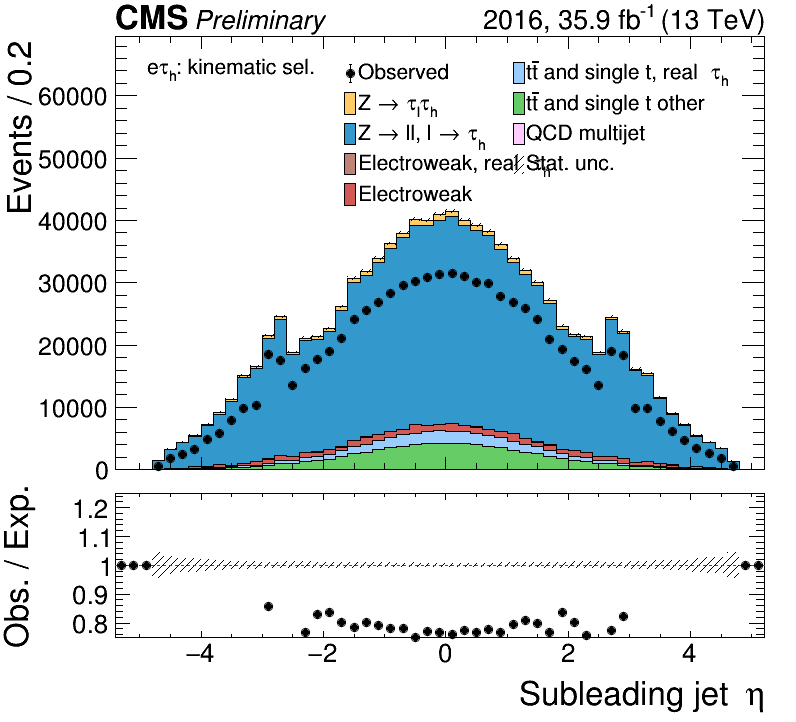 CMS Preliminary 2016, 35.9 fb⁻¹ (13 TeV)
eτₕ: kinematic sel.
Observed
Z → τₗτₕ
Z → ll, l → τₕ
Electroweak, real τₕ
Electroweak
tt̄ and single t, real τₕ
tt̄ and single t other
QCD multijet
Stat. unc.
Events / 0.2
60000
50000
40000
30000
20000
10000
0
Obs. / Exp.
1.2
1.1
1
0.9
0.8
−4 −2 0 2 4
Subleading jet η